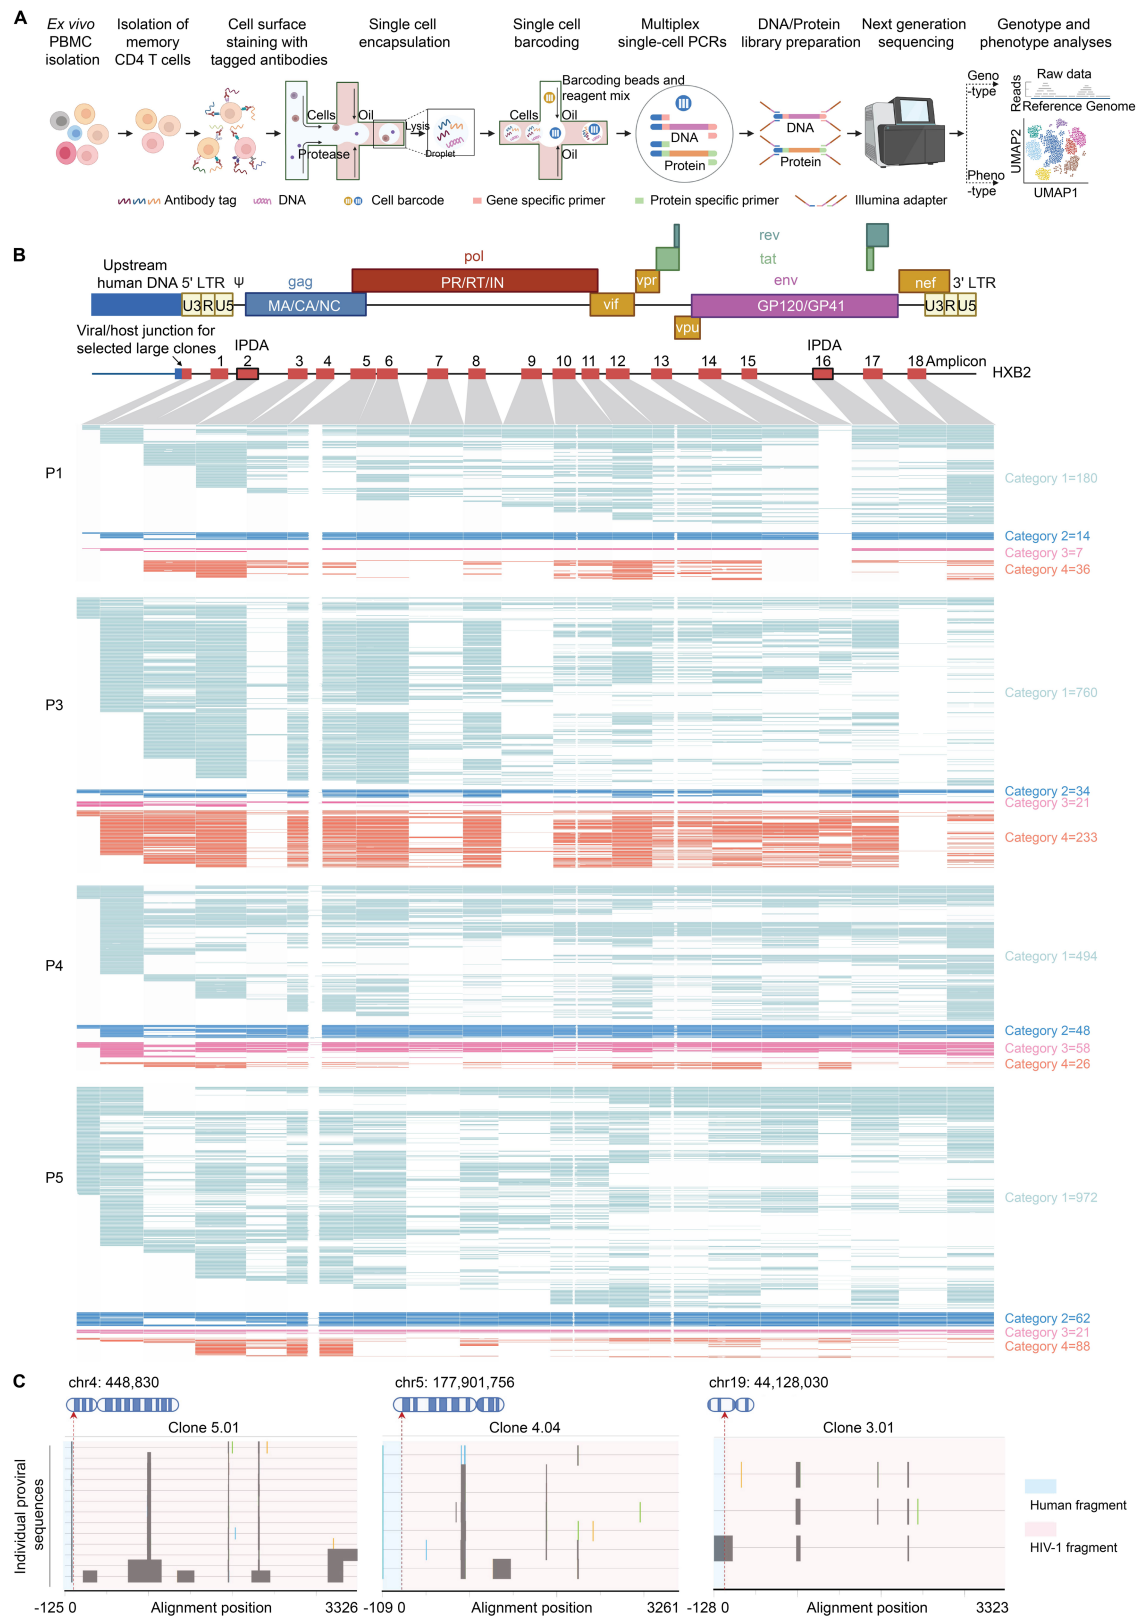 A
Ex vivo PBMC isolation
Isolation of memory CD4 T cells
Cell surface staining with tagged antibodies
Single cell encapsulation
Single cell barcoding
Multiplex single-cell PCRs
DNA/Protein library preparation
Next generation sequencing
Genotype and phenotype analyses
Cells
Oil
Protease
Lysis
Droplet
Barcoding beads and reagent mix
Cells
Oil
Oil
DNA
Protein
DNA
Protein
Geno-type
Pheno-type
Raw data
Reads
Reference Genome
UMAP2
UMAP1
Antibody tag
DNA
Cell barcode
Gene specific primer
Protein specific primer
Illumina adapter
B
Upstream human DNA
5' LTR
Ψ
gag
pol
rev
tat
env
nef
3' LTR
U3 R U5
MA/CA/NC
PR/RT/IN
vif
vpr
vpu
GP120/GP41
U3 R U5
Viral/host junction for selected large clones
IPDA
IPDA
1 2 3 4 5 6 7 8 9 10 11 12 13 14 15 16 17 18 Amplicon
HXB2
P1
Category 1=180
Category 2=14
Category 3=7
Category 4=36
P3
Category 1=760
Category 2=34
Category 3=21
Category 4=233
P4
Category 1=494
Category 2=48
Category 3=58
Category 4=26
P5
Category 1=972
Category 2=62
Category 3=21
Category 4=88
C
chr4: 448,830
Clone 5.01
chr5: 177,901,756
Clone 4.04
chr19: 44,128,030
Clone 3.01
Individual proviral sequences
Human fragment
HIV-1 fragment
-125 0 Alignment position 3326
-109 0 Alignment position 3261
-128 0 Alignment position 3323